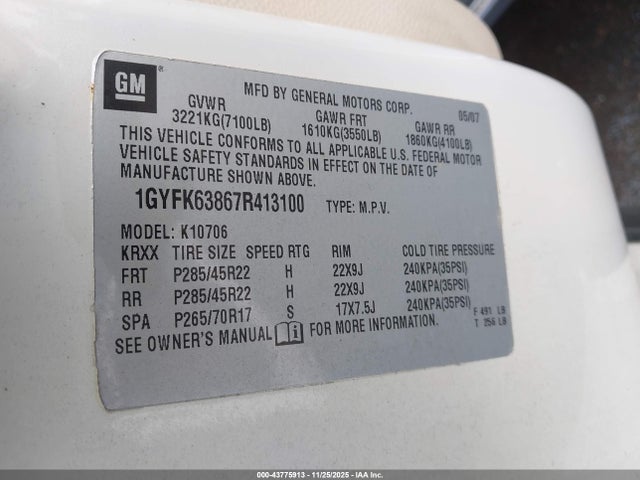 GM
MFD BY GENERAL MOTORS CORP. 05/07
GVWR GAWR FRT GAWR RR
3221KG(7100LB) 1610KG(3550LB) 1860KG(4100LB)
THIS VEHICLE CONFORMS TO ALL APPLICABLE U.S. FEDERAL MOTOR
VEHICLE SAFETY STANDARDS IN EFFECT ON THE DATE OF
MANUFACTURE SHOWN ABOVE.
1GYFK63867R413100 TYPE: M.P.V.
MODEL: K10706
KRXX TIRE SIZE SPEED RTG RIM COLD TIRE PRESSURE
FRT P285/45R22 H 22X9J 240KPA(35PSI)
RR P285/45R22 H 22X9J 240KPA(35PSI)
SPA P265/70R17 S 17X7.5J 240KPA(35PSI)
F 491 LB
T 256 LB
SEE OWNER'S MANUAL FOR MORE INFORMATION.
000-43775913 - 11/25/2025 - IAA Inc.